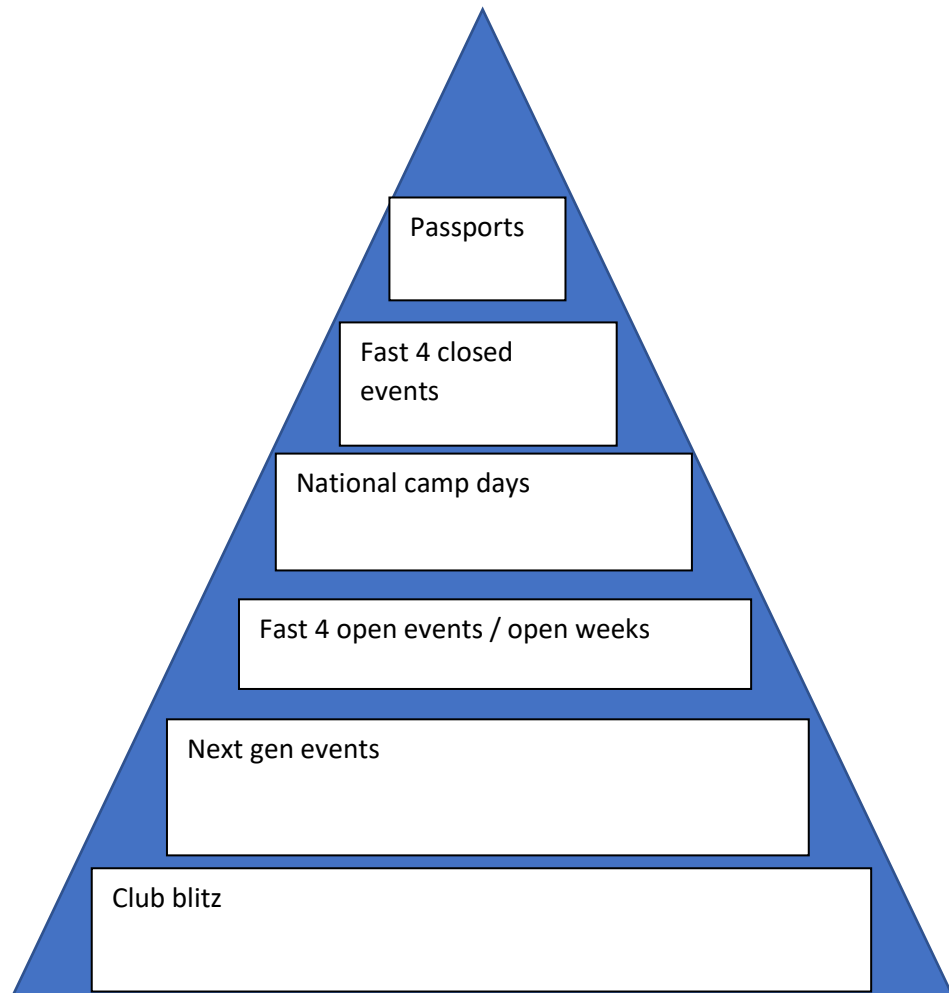 Passports
Fast 4 closed
events
National camp days
Fast 4 open events / open weeks
Next gen events
Club blitz